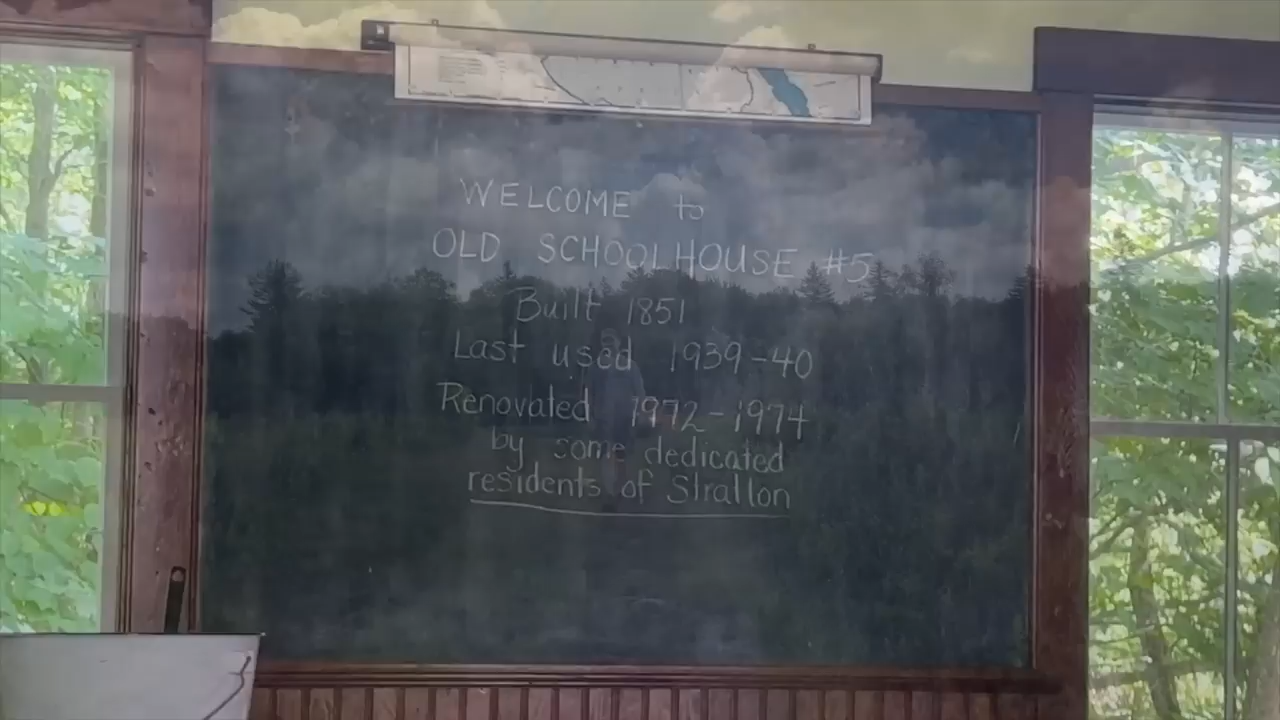 WELCOME to
OLD SCHOOLHOUSE #5
Built 1851
Last used 1939-40
Renovated 1972-1974
by some dedicated
residents of Stratton